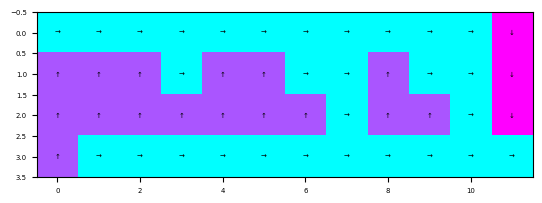 −0.5
0.0 → → → → → → → → → → → ↓
0.5
1.0 ↑ ↑ ↑ → ↑ ↑ → → ↑ → → ↓
1.5
2.0 ↑ ↑ ↑ ↑ ↑ ↑ ↑ → ↑ ↑ → ↓
2.5
3.0 ↑ → → → → → → → → → → →
3.5
0 2 4 6 8 10